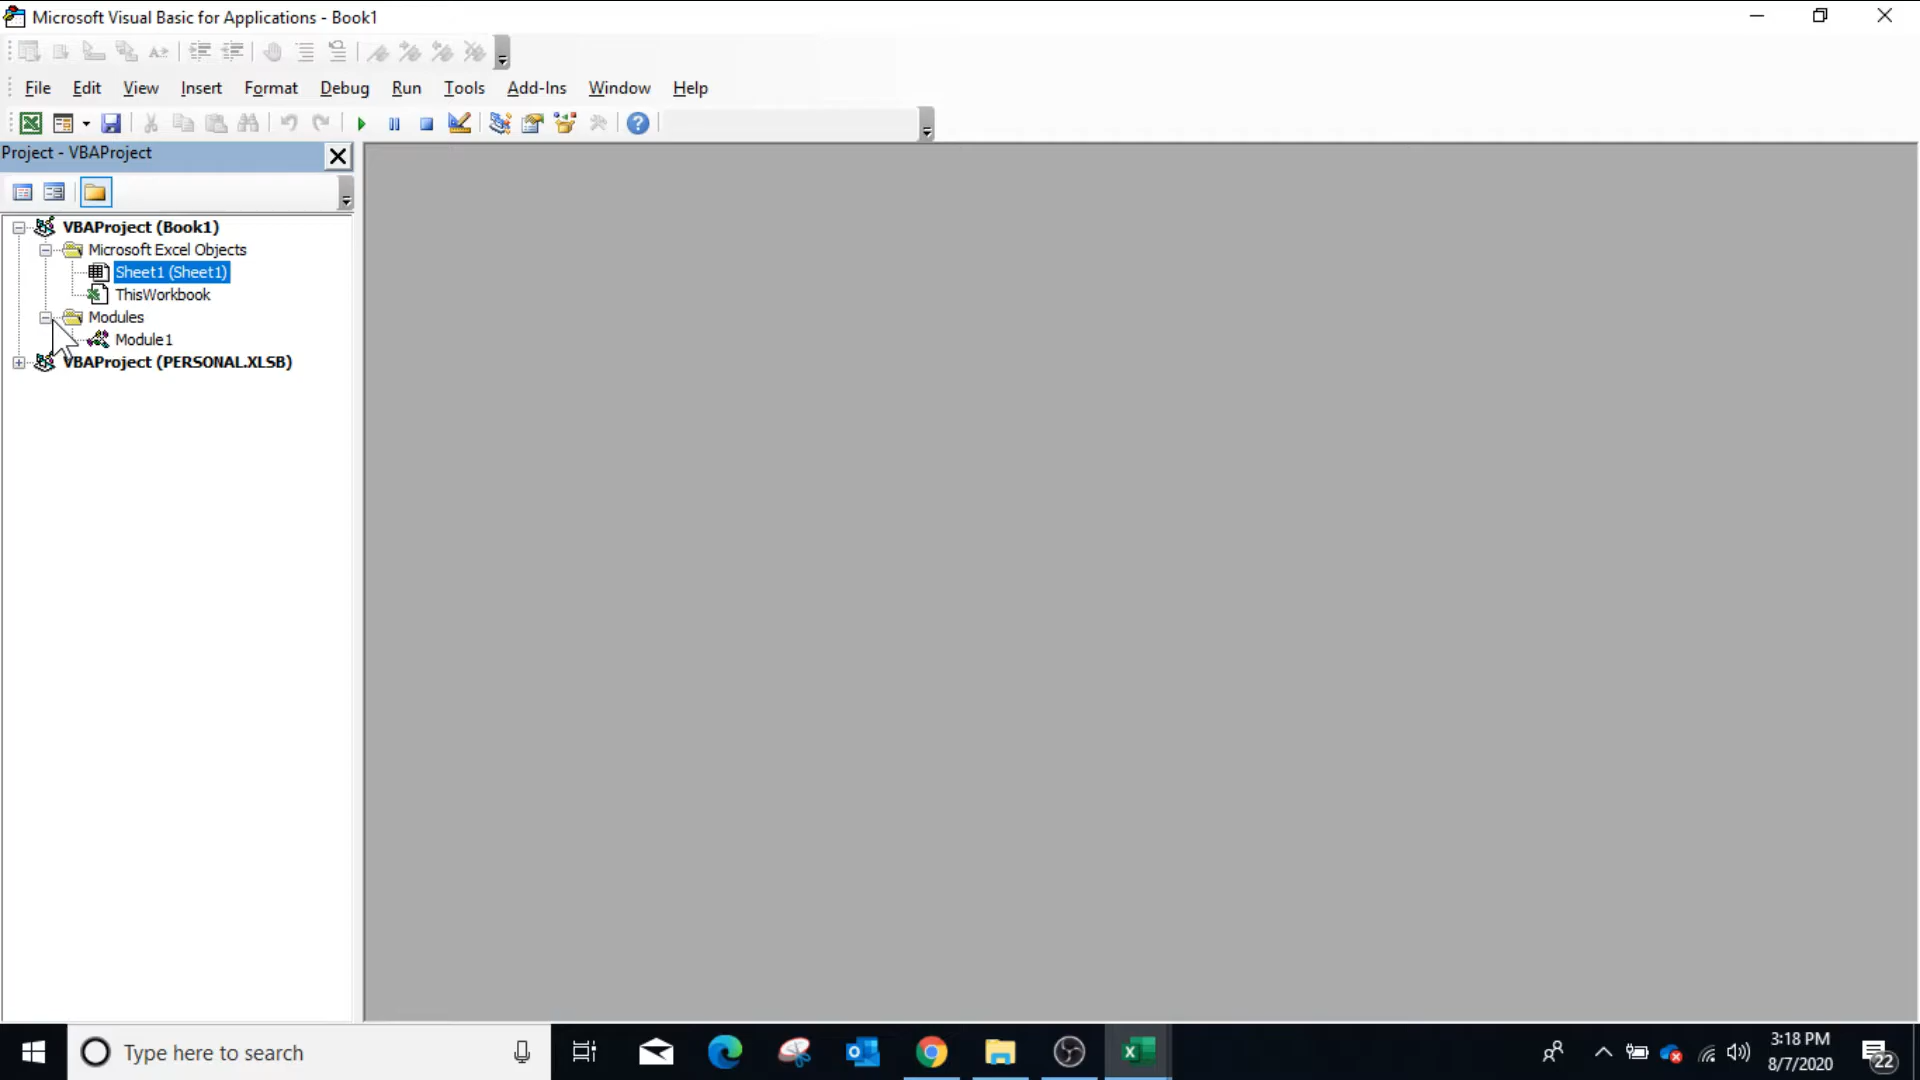 Microsoft Visual Basic for Applications - Book1
File Edit View Insert Format Debug Run Tools Add-Ins Window Help
Project - VBAProject
VBAProject (Book1)
Microsoft Excel Objects
Sheet1 (Sheet1)
ThisWorkbook
Modules
Module1
VBAProject (PERSONAL.XLSB)
Type here to search
3:18 PM
8/7/2020
22